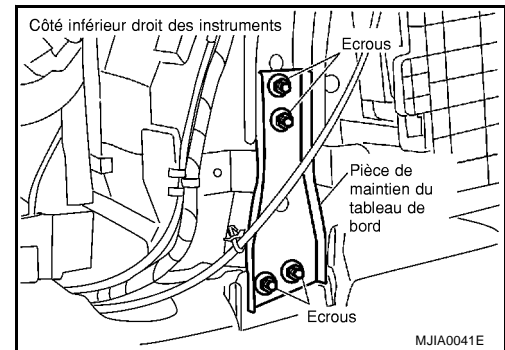 Côté inférieur droit des instruments
Ecrous
Pièce de
maintien du
tableau de
bord
Ecrous
MJIA0041E